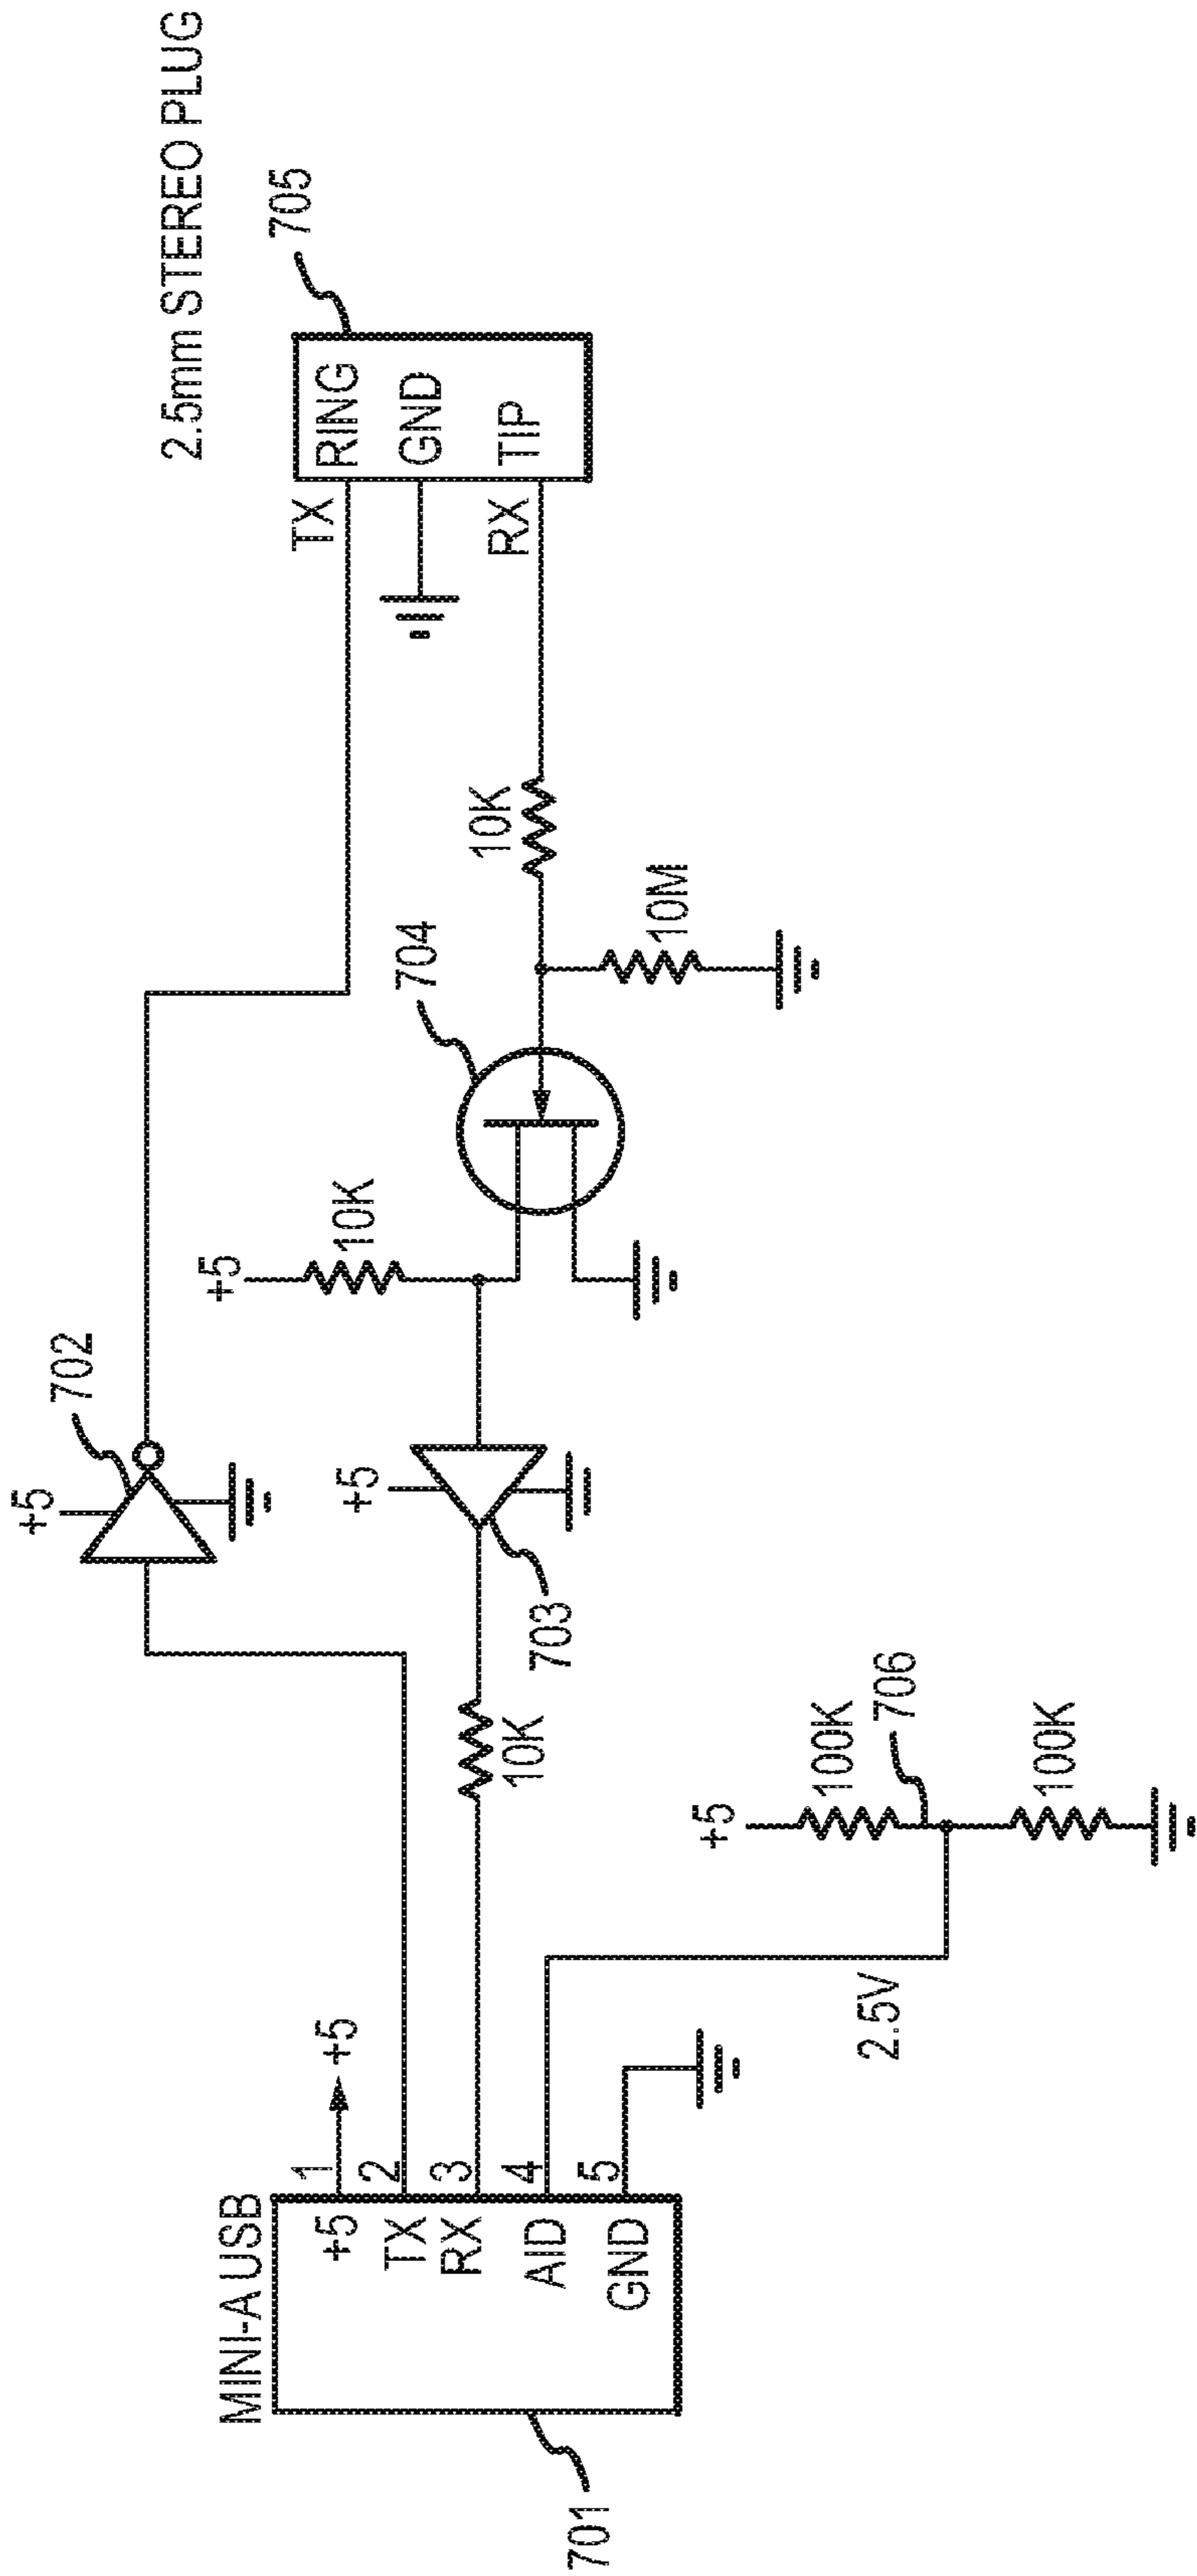 2.5mm STEREO PLUG
705
TX
RING
GND
RX
TIP
+5
702
+5
10K
704
10K
10M
+5
703
10K
MINI-A USB
+5
1
+5
TX
2
RX
3
AID
4
GND
5
701
2.5V
+5
100K
706
100K